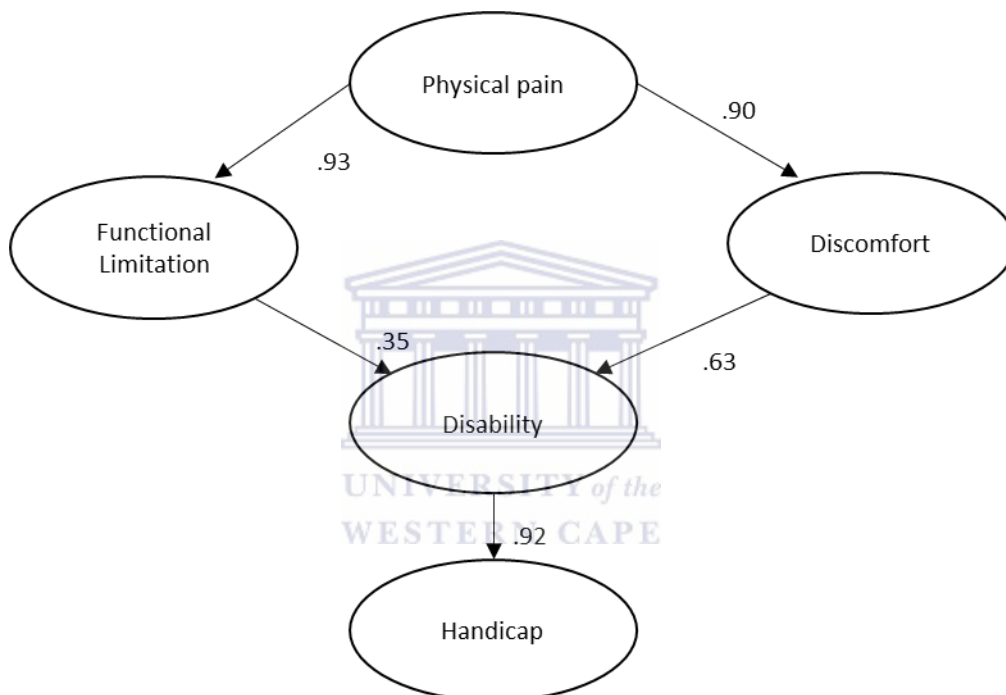 Physical pain
.90
.93
Functional
Limitation
Discomfort
.35
.63
Disability
UNIVERSITY of the
WESTERN CAPE
.92
Handicap